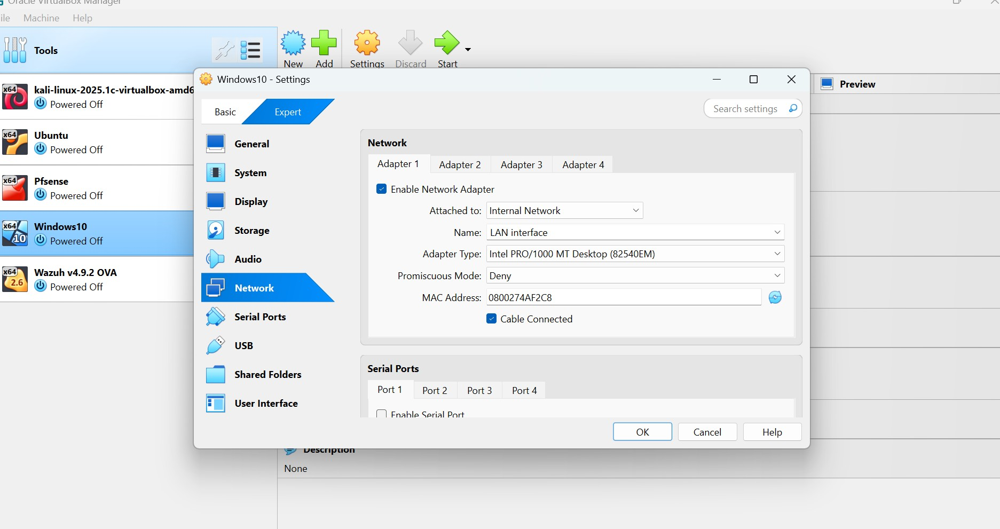 Oracle VirtualBox Manager
ile Machine Help
Tools
New Add Settings Discard Start
x64 kali-linux-2025.1c-virtualbox-amd6
Powered Off
x64 Ubuntu
Powered Off
x64 Pfsense
Powered Off
x64 10 Windows10
Powered Off
x64 2.6 Wazuh v4.9.2 OVA
Powered Off
Preview
Windows10 - Settings
Basic Expert
Search settings
General
System
Display
Storage
Audio
Network
Serial Ports
USB
Shared Folders
User Interface
Network
Adapter 1 Adapter 2 Adapter 3 Adapter 4
Enable Network Adapter
Attached to: Internal Network
Name: LAN interface
Adapter Type: Intel PRO/1000 MT Desktop (82540EM)
Promiscuous Mode: Deny
MAC Address: 0800274AF2C8
Cable Connected
Serial Ports
Port 1 Port 2 Port 3 Port 4
Enable Serial Port
OK Cancel Help
Description
None